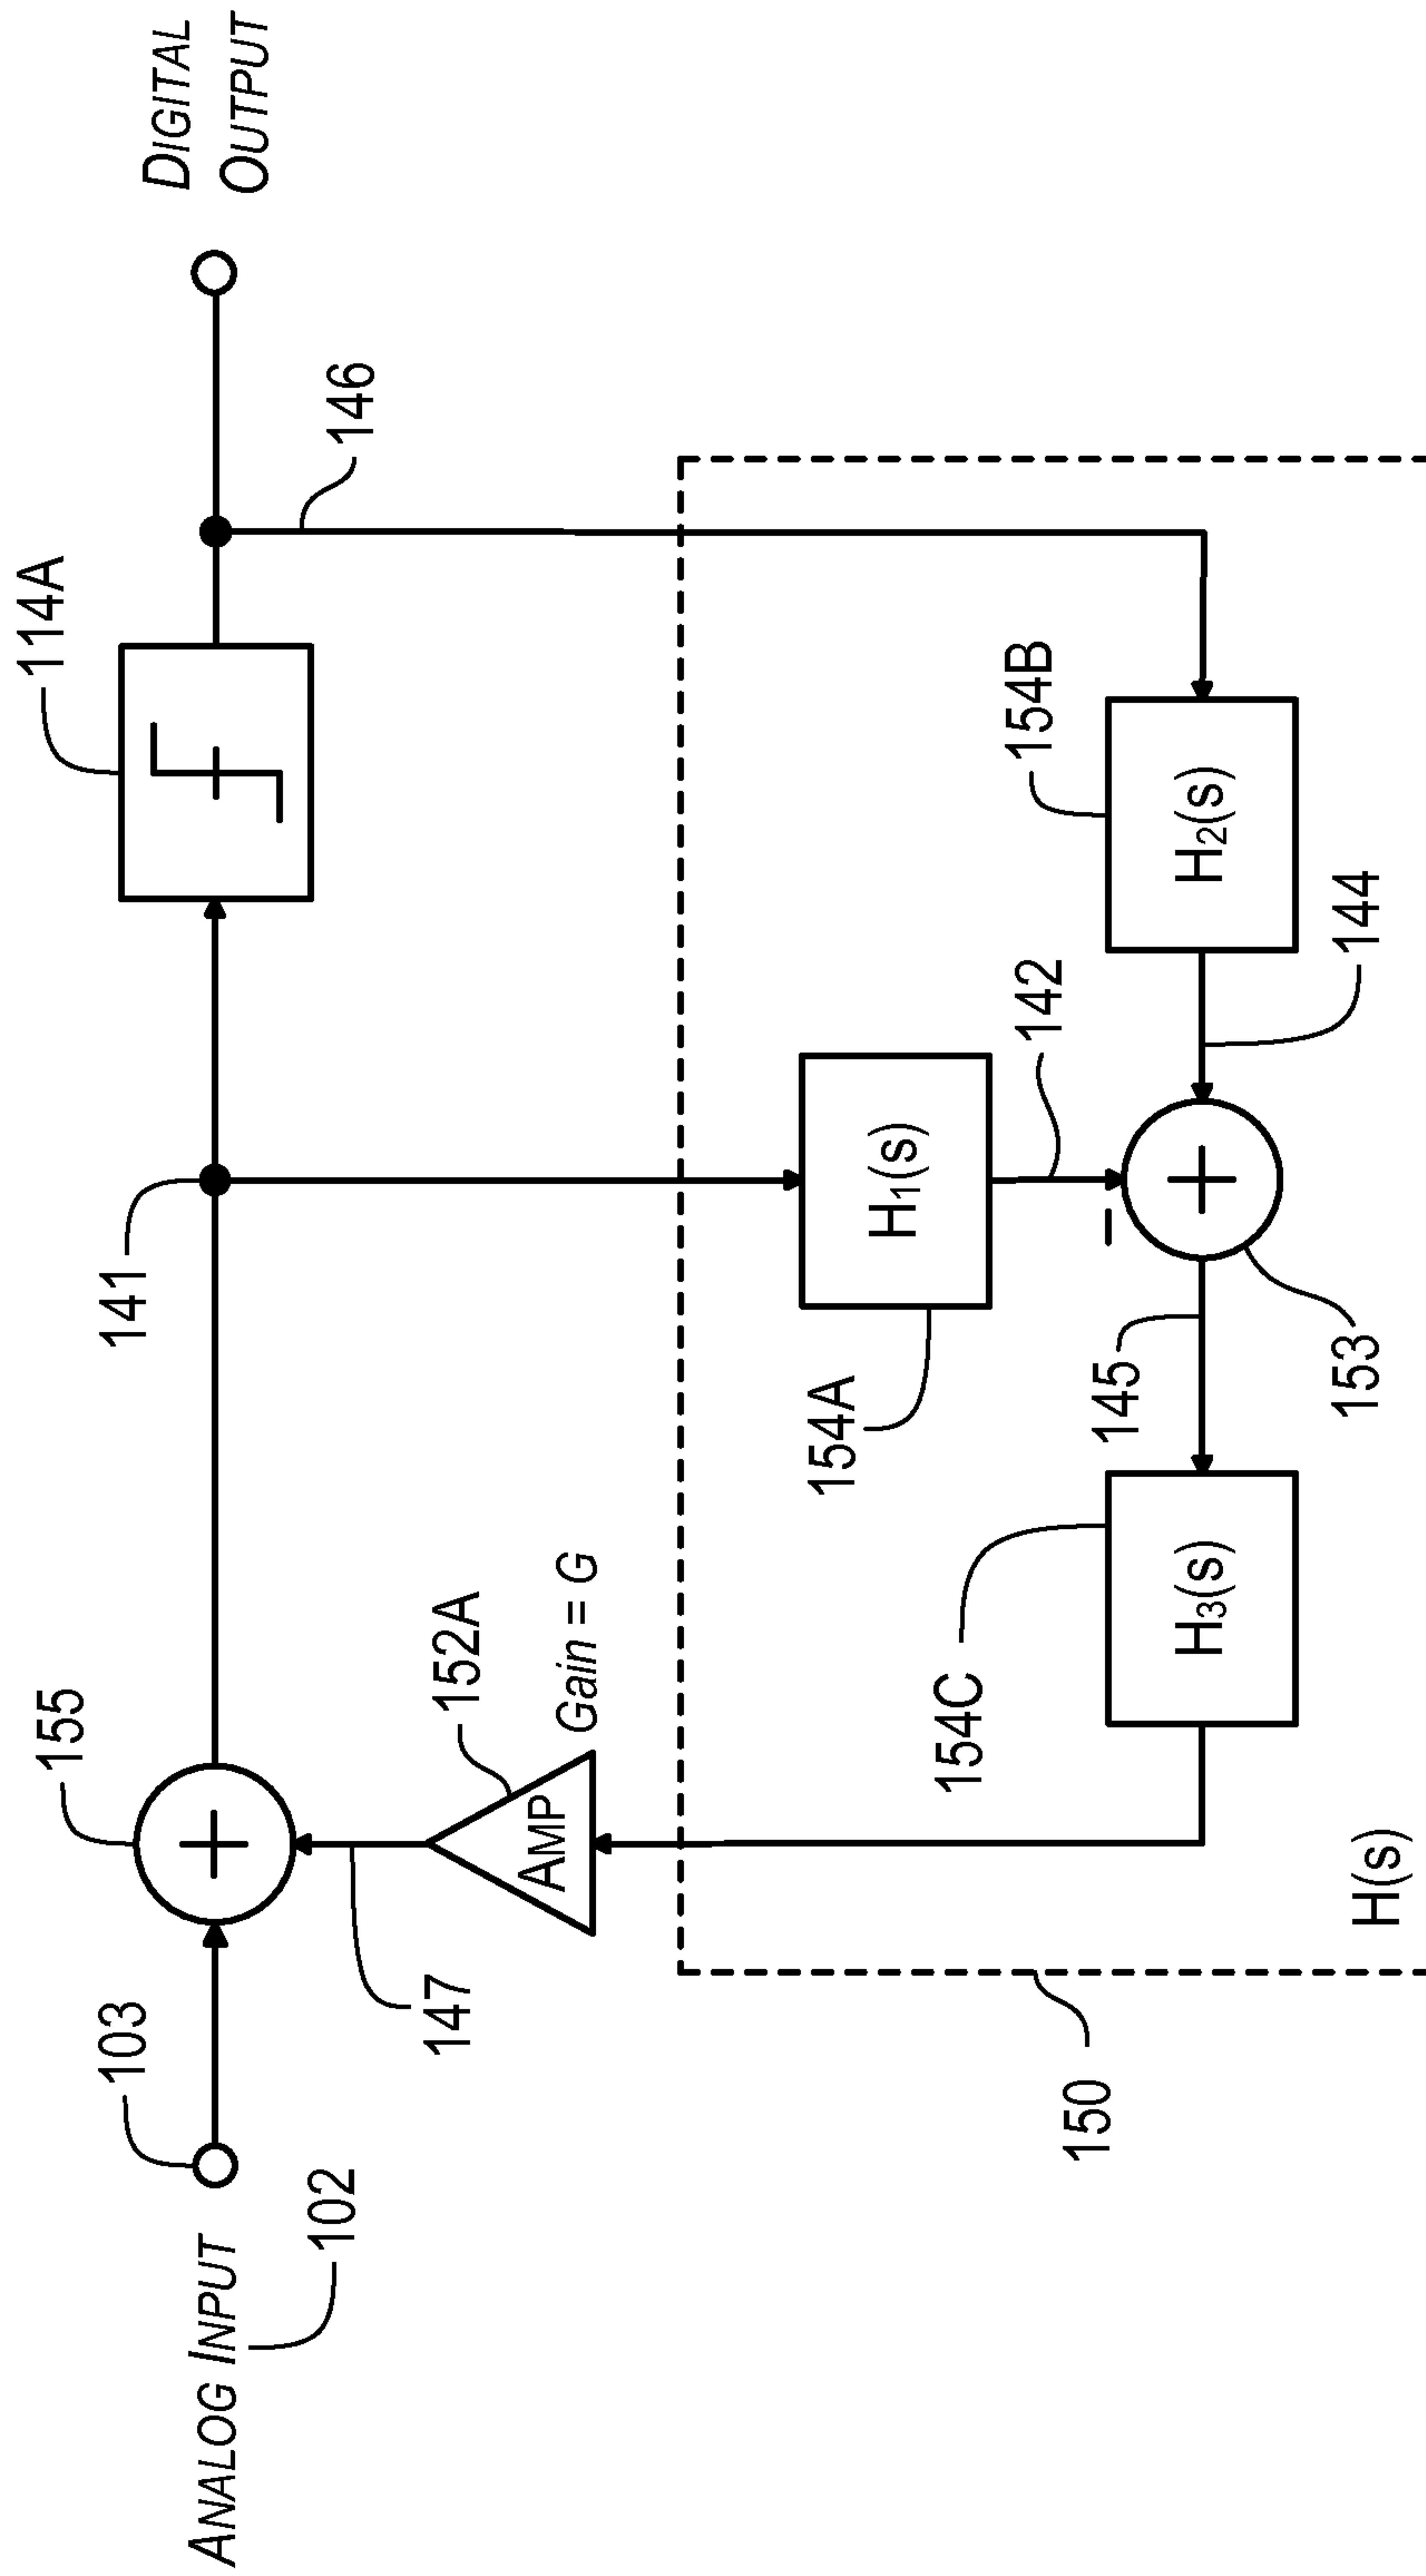 ANALOG INPUT
102
103
155
147
152A
AMP
Gain = G
141
114A
146
DIGITAL
OUTPUT
150
H(s)
154C
H₃(s)
145
153
154A
H₁(s)
142
144
154B
H₂(s)